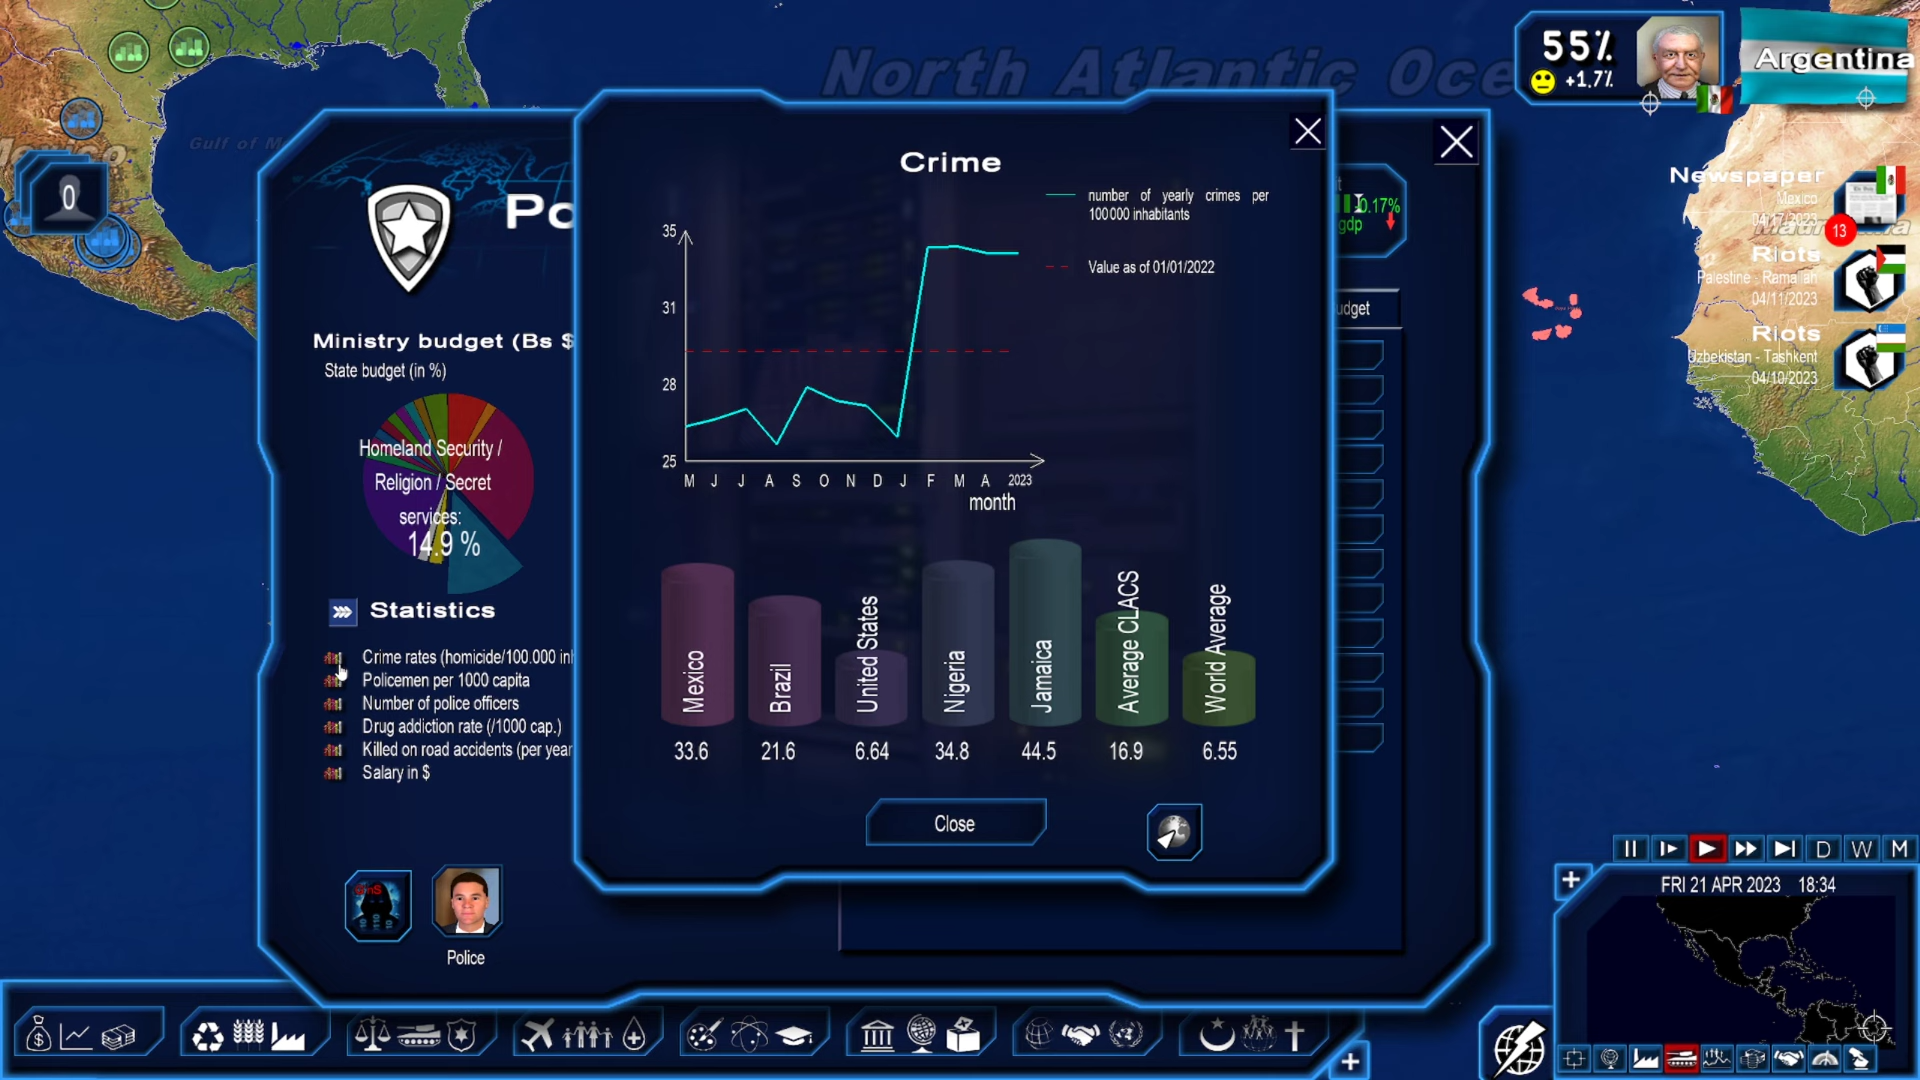 North Atlantic Oce
55%
+1.7%
Argentina
Gulf of M
0
Po
Crime
number of yearly crimes per
100 000 inhabitants
Value as of 01/01/2022
35
31
28
25
M J J A S O N D J F M A 2023
month
0.17%
gdp
udget
Newspaper
Mexico
04/17/2023
13
Riots
Palestine - Ramallah
04/11/2023
Riots
Uzbekistan - Tashkent
04/10/2023
Ministry budget (Bs $
State budget (in %)
Homeland Security /
Religion / Secret
services:
14.9 %
Statistics
Crime rates (homicide/100.000 inh
Policemen per 1000 capita
Number of police officers
Drug addiction rate (/1000 cap.)
Killed on road accidents (per year
Salary in $
Mexico
Brazil
United States
Nigeria
Jamaica
Average CLACS
World Average
33.6
21.6
6.64
34.8
44.5
16.9
6.55
Close
Police
D W M
FRI 21 APR 2023 18:34